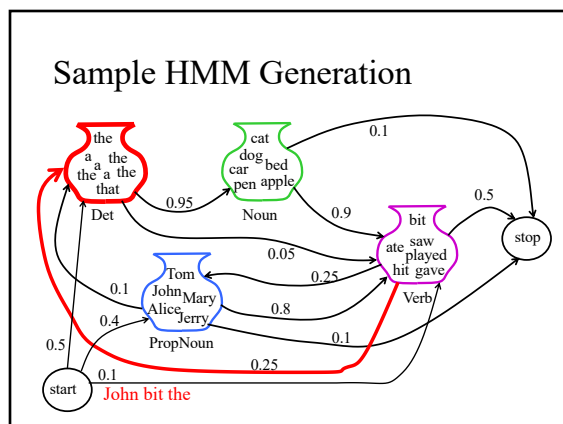 Sample HMM Generation
the
a the
a
the a the
that
Det
cat
dog
car bed
pen apple
Noun
0.1
0.95
0.9
0.05
bit
ate saw
played
hit gave
Verb
0.5
stop
Tom
John Mary
Alice
Jerry
PropNoun
0.25
0.8
0.1
0.1
0.4
0.5
0.1
0.25
start
John bit the